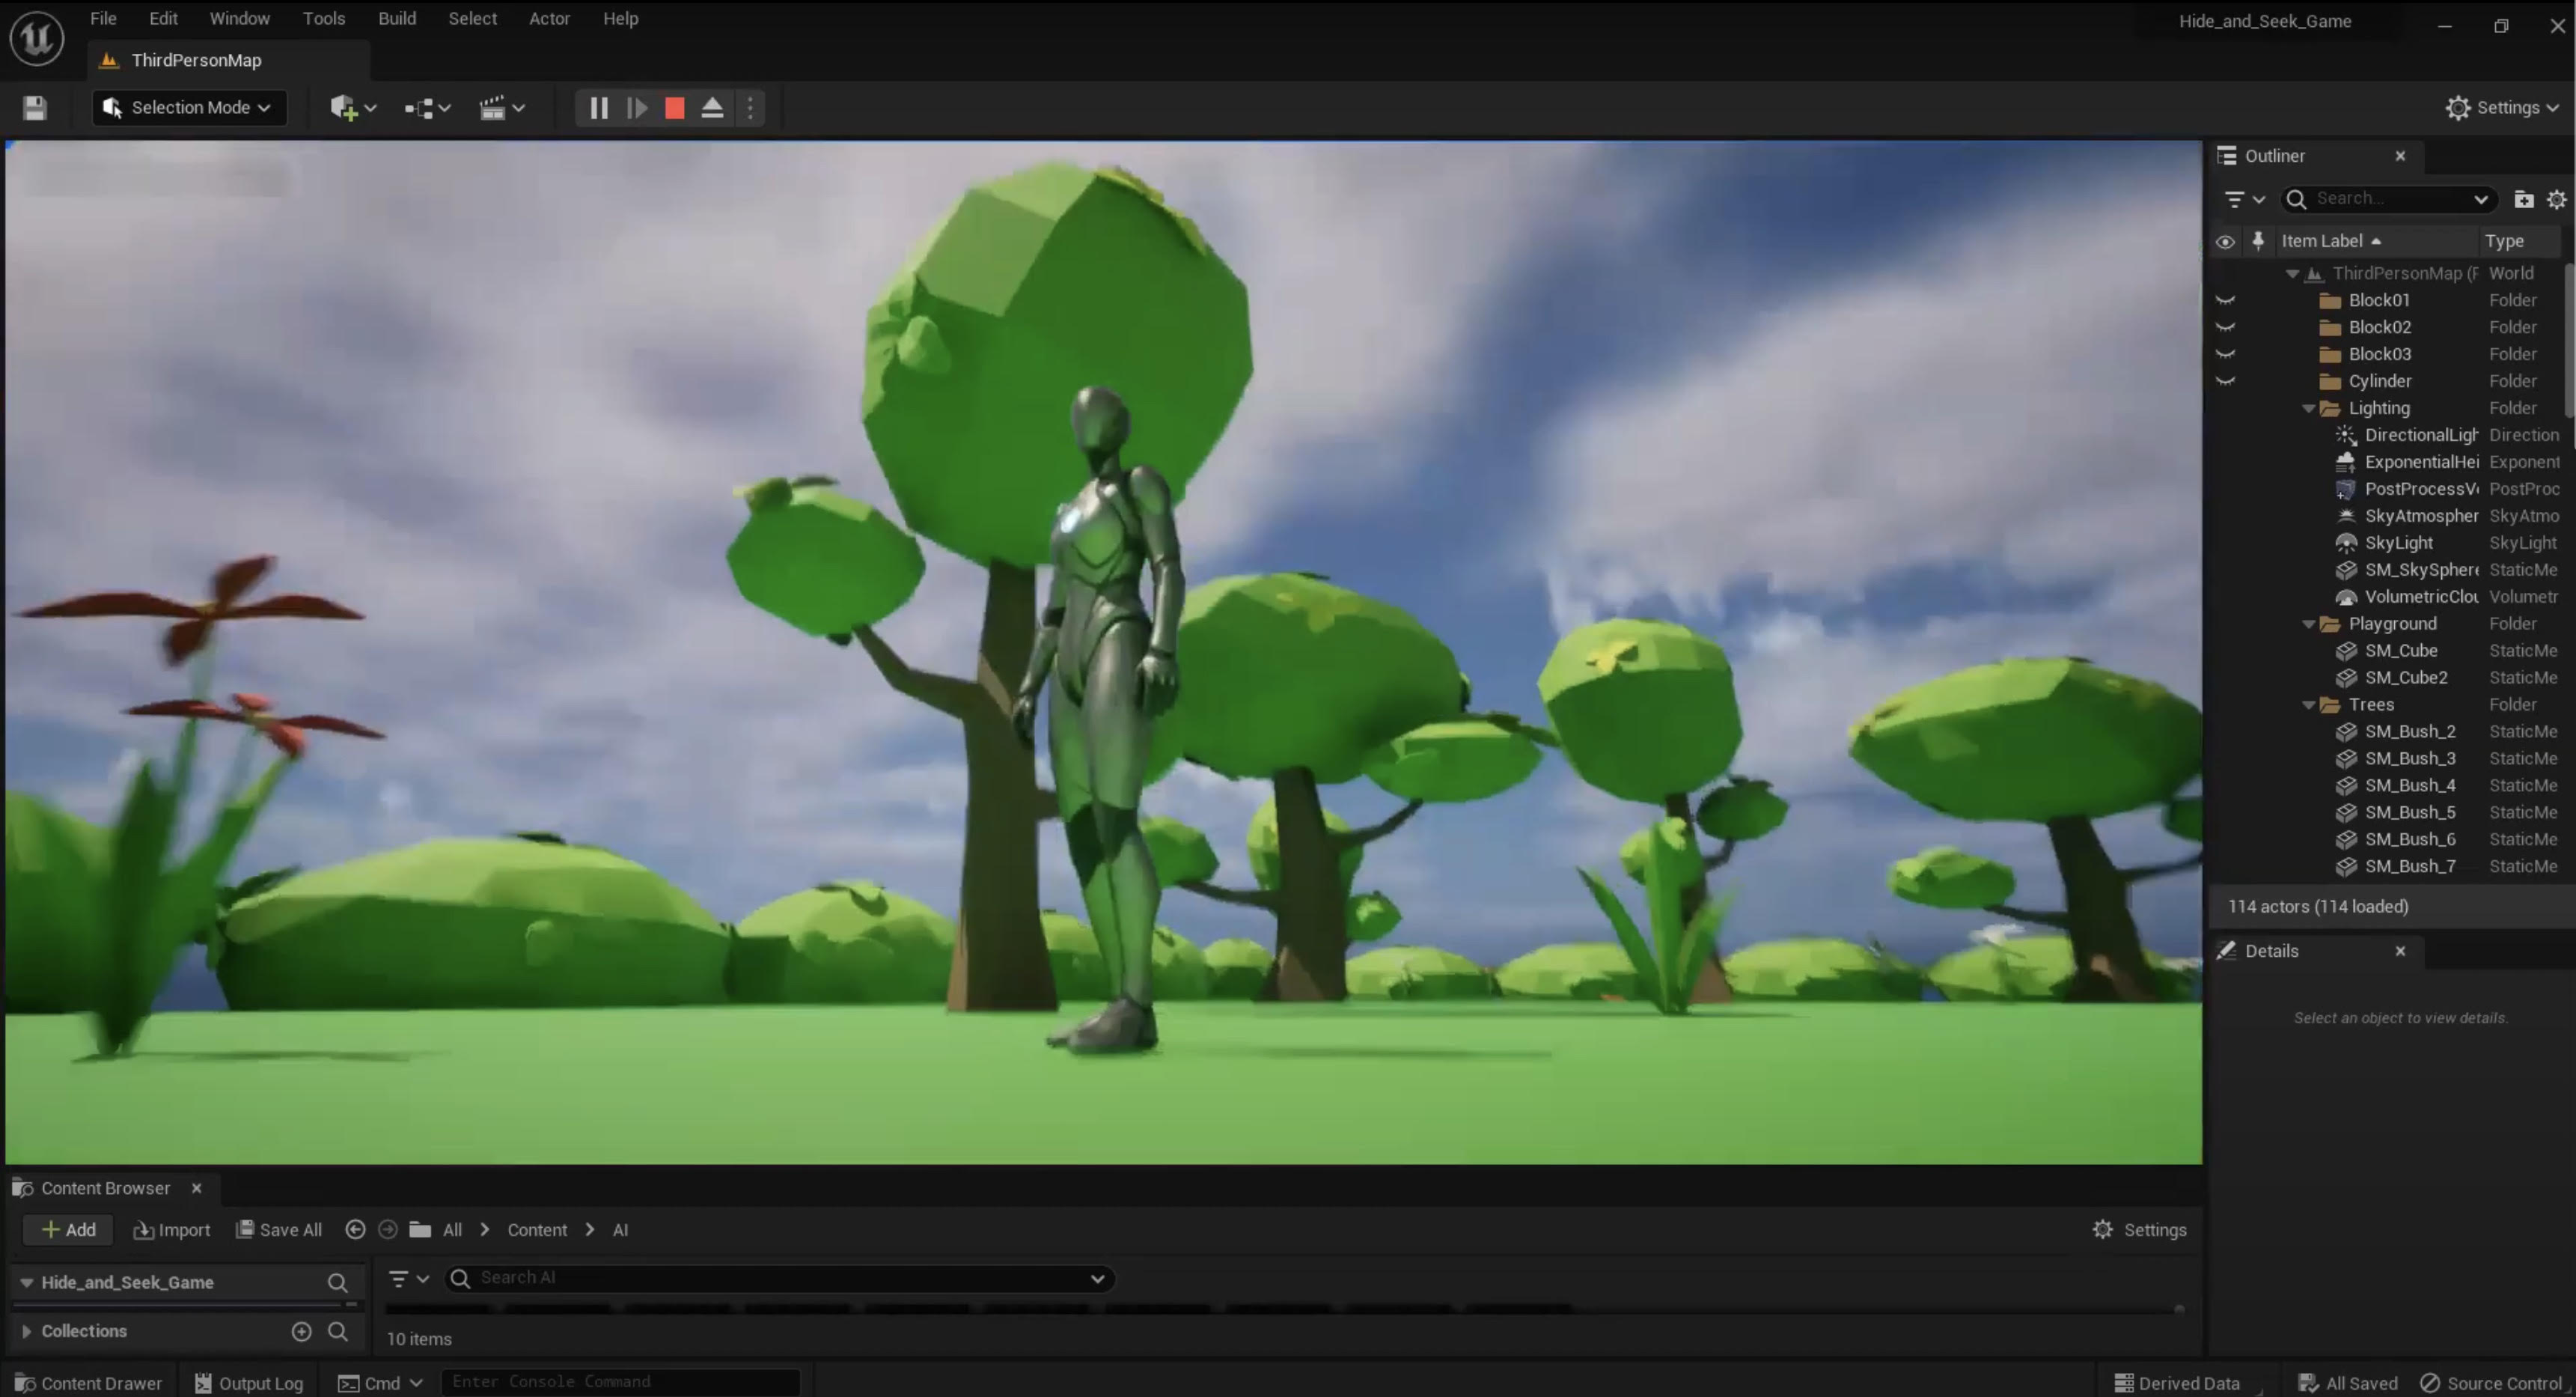 File Edit Window Tools Build Select Actor Help
Hide_and_Seek_Game
ThirdPersonMap
Selection Mode
Settings
Outliner
Search...
Item Label Type
ThirdPersonMap (F World
Block01 Folder
Block02 Folder
Block03 Folder
Cylinder Folder
Lighting Folder
DirectionalLigh Direction
ExponentialHei Exponent
PostProcessV PostProc
SkyAtmospher SkyAtmo
SkyLight SkyLight
SM_SkySphere StaticMe
VolumetricClou Volumetr
Playground Folder
SM_Cube StaticMe
SM_Cube2 StaticMe
Trees Folder
SM_Bush_2 StaticMe
SM_Bush_3 StaticMe
SM_Bush_4 StaticMe
SM_Bush_5 StaticMe
SM_Bush_6 StaticMe
SM_Bush_7 StaticMe
114 actors (114 loaded)
Details
Select an object to view details.
Content Browser
Add Import Save All All Content AI
Settings
Hide_and_Seek_Game
Search AI
Collections
10 items
Content Drawer Output Log Cmd Enter Console Command
Derived Data All Saved Source Control